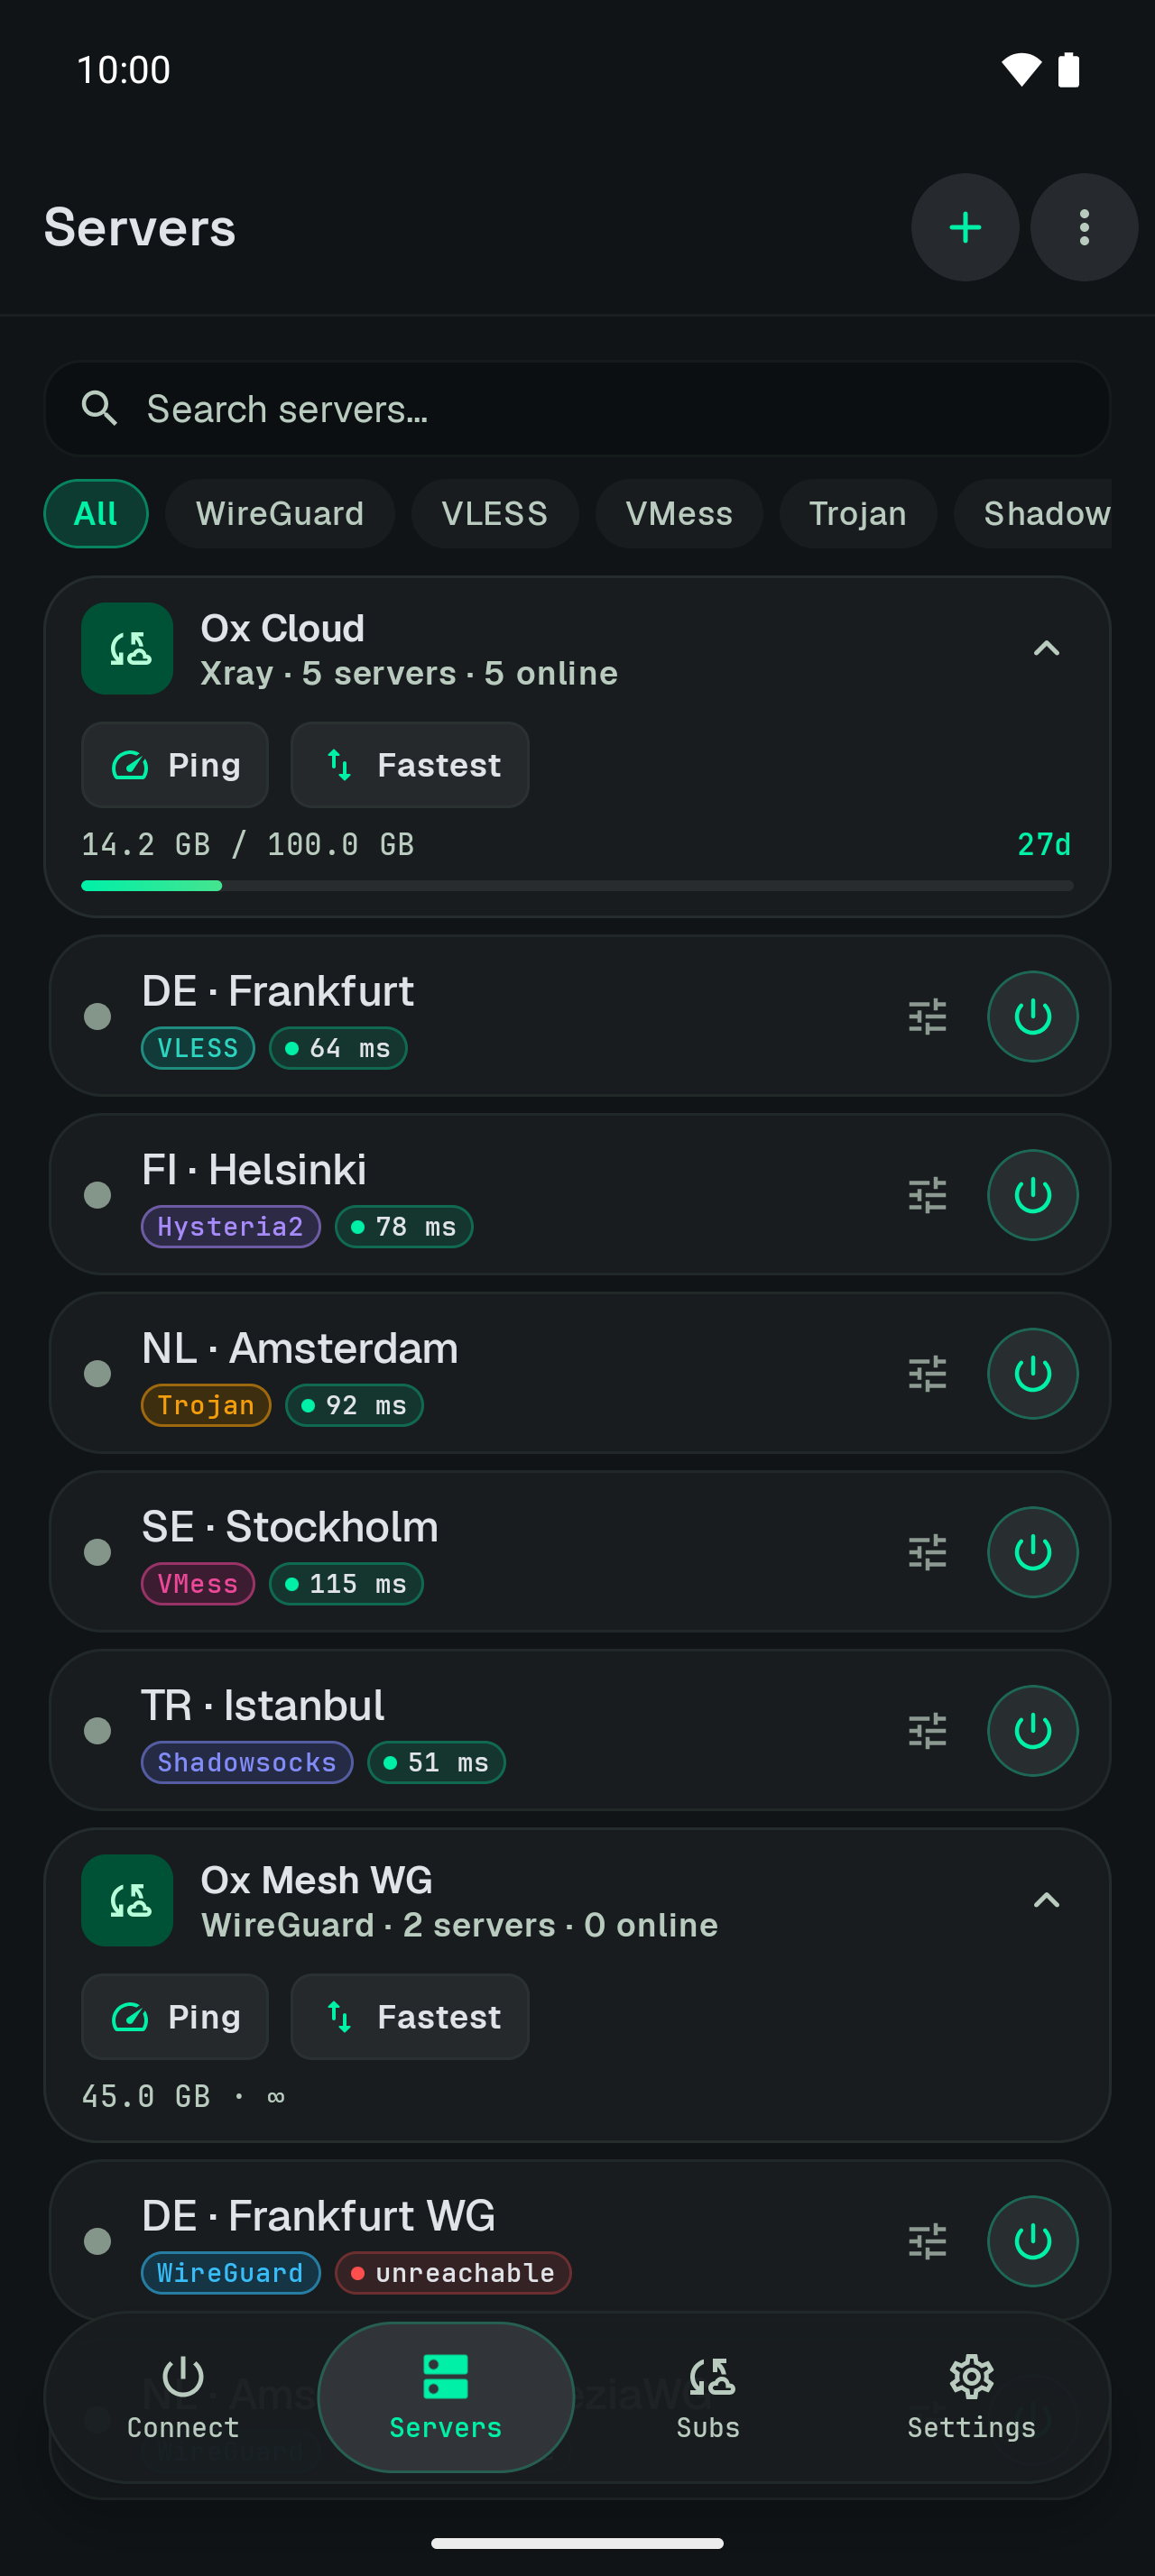 10:00
Servers
Search servers…
All WireGuard VLESS VMess Trojan Shadow
Ox Cloud
Xray · 5 servers · 5 online
Ping Fastest
14.2 GB / 100.0 GB 27d
DE · Frankfurt
VLESS 64 ms
FI · Helsinki
Hysteria2 78 ms
NL · Amsterdam
Trojan 92 ms
SE · Stockholm
VMess 115 ms
TR · Istanbul
Shadowsocks 51 ms
Ox Mesh WG
WireGuard · 2 servers · 0 online
Ping Fastest
45.0 GB · ∞
DE · Frankfurt WG
WireGuard unreachable
Connect Servers Subs Settings